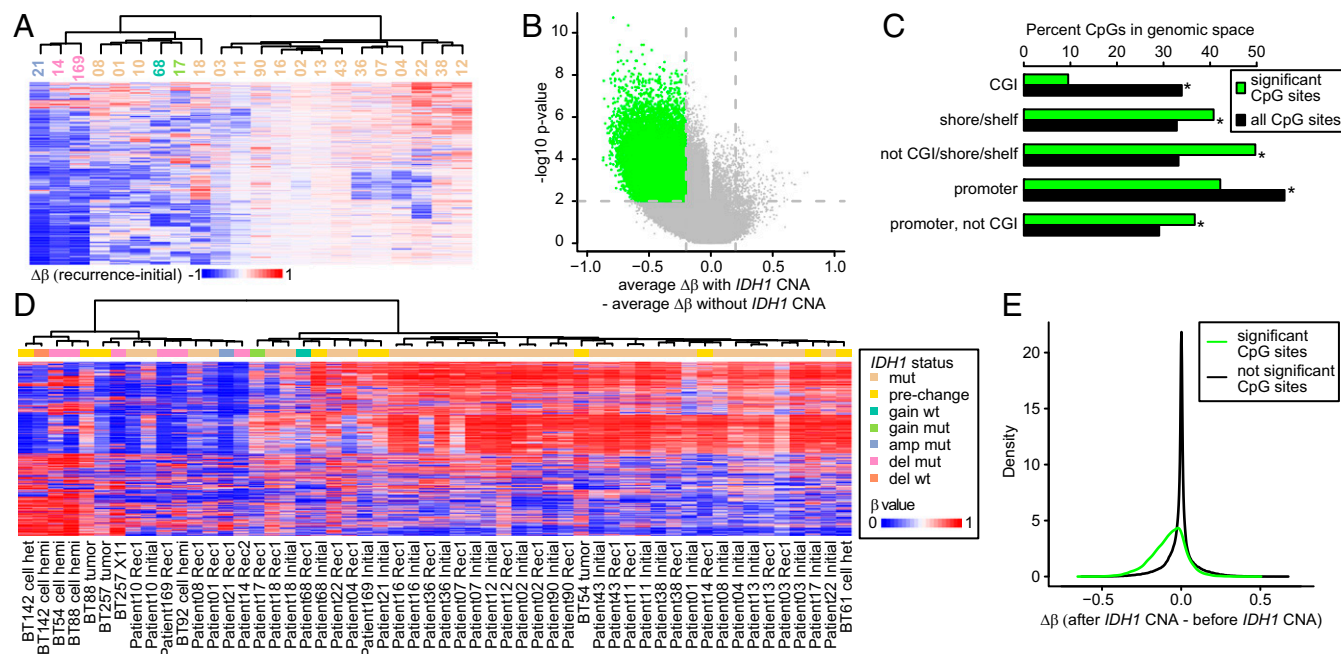 A
21
14
169
08
01
10
68
17
18
03
11
90
16
02
13
43
36
07
04
22
38
12
Δβ (recurrence-initial)
-1
1
B
-log10 p-value
10
8
6
4
2
0
−1.0
−0.5
0.0
0.5
1.0
average Δβ with IDH1 CNA
- average Δβ without IDH1 CNA
C
Percent CpGs in genomic space
0
10
20
30
40
50
CGI
*
shore/shelf
*
not CGI/shore/shelf
*
promoter
*
promoter, not CGI
*
significant
CpG sites
all CpG sites
D
IDH1 status
mut
pre-change
gain wt
gain mut
amp mut
del mut
del wt
β value
0
1
BT142 cell het
BT142 cell hemi
BT54 cell hemi
BT88 cell hemi
BT88 tumor
BT257 tumor
BT257 X11
Patient10 Rec1
Patient10 Initial
Patient169 Rec1
BT92 cell hemi
Patient08 Rec1
Patient01 Rec1
Patient21 Rec1
Patient14 Rec2
Patient17 Rec1
Patient18 Rec1
Patient18 Initial
Patient68 Rec1
Patient68 Initial
Patient22 Rec1
Patient04 Rec1
Patient169 Initial
Patient21 Initial
Patient16 Rec1
Patient16 Initial
Patient36 Rec1
Patient36 Initial
Patient07 Rec1
Patient07 Initial
Patient12 Initial
Patient12 Rec1
Patient02 Rec1
Patient02 Initial
Patient90 Initial
Patient90 Rec1
BT54 tumor
Patient43 Initial
Patient43 Rec1
Patient11 Rec1
Patient11 Initial
Patient38 Initial
Patient38 Rec1
Patient01 Initial
Patient14 Rec1
Patient08 Initial
Patient04 Initial
Patient13 Initial
Patient13 Rec1
Patient03 Rec1
Patient03 Initial
Patient17 Initial
Patient22 Initial
BT61 cell het
E
significant
CpG sites
not significant
CpG sites
Density
20
15
10
5
0
−0.5
0.0
0.5
Δβ (after IDH1 CNA - before IDH1 CNA)